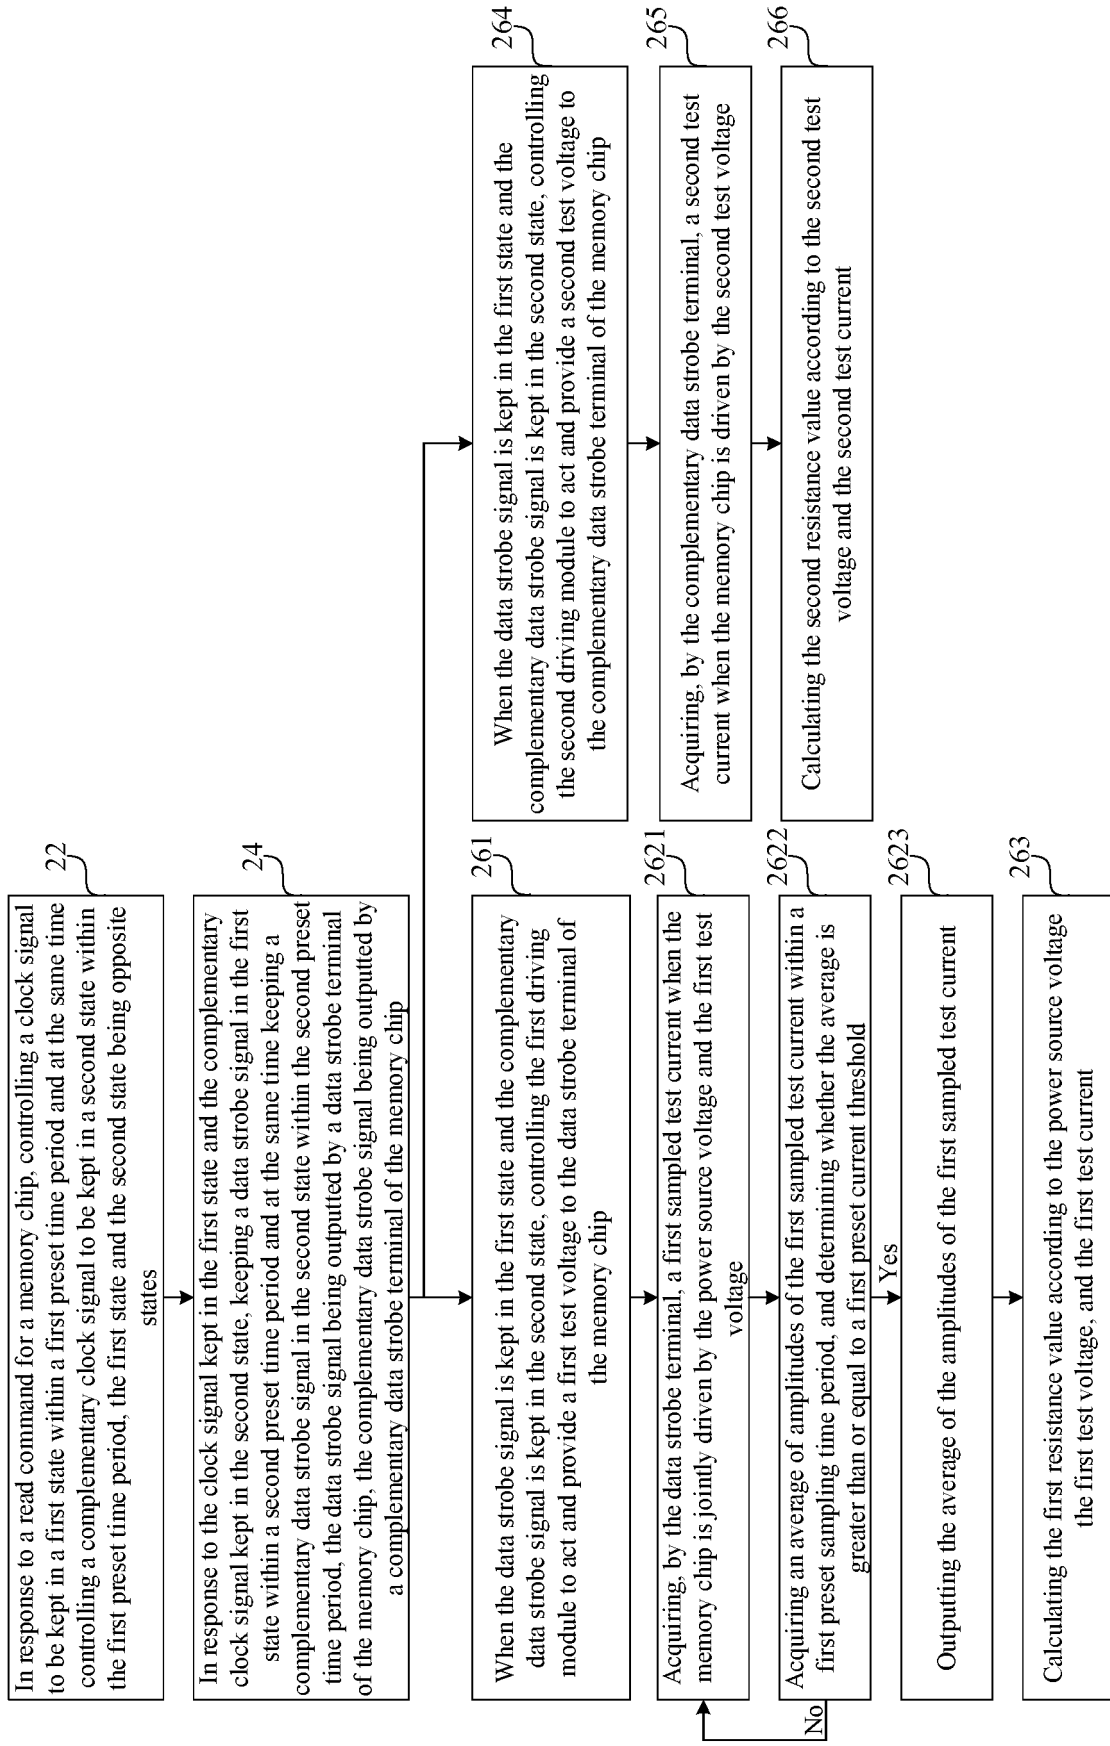 In response to a read command for a memory chip, controlling a clock signal
to be kept in a first state within a first preset time period and at the same time
controlling a complementary clock signal to be kept in a second state within
the first preset time period, the first state and the second state being opposite
states
22
In response to the clock signal kept in the first state and the complementary
clock signal kept in the second state, keeping a data strobe signal in the first
state within a second preset time period and at the same time keeping a
complementary data strobe signal in the second state within the second preset
time period, the data strobe signal being outputted by a data strobe terminal
of the memory chip, the complementary data strobe signal being outputted by
a complementary data strobe terminal of the memory chip
24
When the data strobe signal is kept in the first state and the complementary
data strobe signal is kept in the second state, controlling the first driving
module to act and provide a first test voltage to the data strobe terminal of
the memory chip
261
Acquiring, by the data strobe terminal, a first sampled test current when the
memory chip is jointly driven by the power source voltage and the first test
voltage
2621
Acquiring an average of amplitudes of the first sampled test current within a
first preset sampling time period, and determining whether the average is
greater than or equal to a first preset current threshold
2622
No
Yes
Outputting the average of the amplitudes of the first sampled test current
2623
Calculating the first resistance value according to the power source voltage
the first test voltage, and the first test current
263
When the data strobe signal is kept in the first state and the
complementary data strobe signal is kept in the second state, controlling
the second driving module to act and provide a second test voltage to
the complementary data strobe terminal of the memory chip
264
Acquiring, by the complementary data strobe terminal, a second test
current when the memory chip is driven by the second test voltage
265
Calculating the second resistance value according to the second test
voltage and the second test current
266